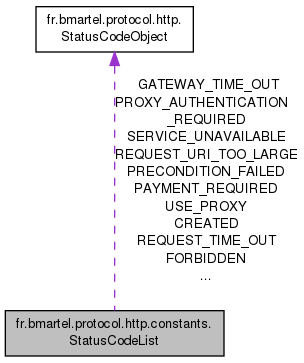 fr.bmartel.protocol.http.
StatusCodeObject
GATEWAY_TIME_OUT
PROXY_AUTHENTICATION
_REQUIRED
SERVICE_UNAVAILABLE
REQUEST_URI_TOO_LARGE
PRECONDITION_FAILED
PAYMENT_REQUIRED
USE_PROXY
CREATED
REQUEST_TIME_OUT
FORBIDDEN
...
fr.bmartel.protocol.http.constants.
StatusCodeList